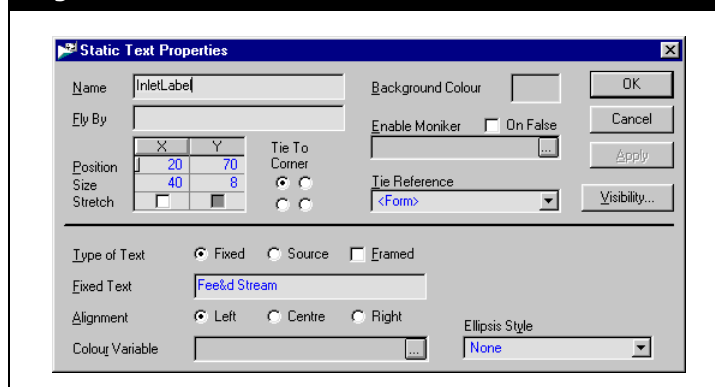 Static Text Properties
Name InletLabel Background Colour OK
Fly By Enable Moniker On False Cancel
X Y Tie To Corner ... Apply
Position 20 70
Size 40 8 Tie Reference
Stretch <Form> Visibility...
Type of Text Fixed Source Framed
Fixed Text Fee&d Stream
Alignment Left Centre Right Ellipsis Style
Colour Variable ... None